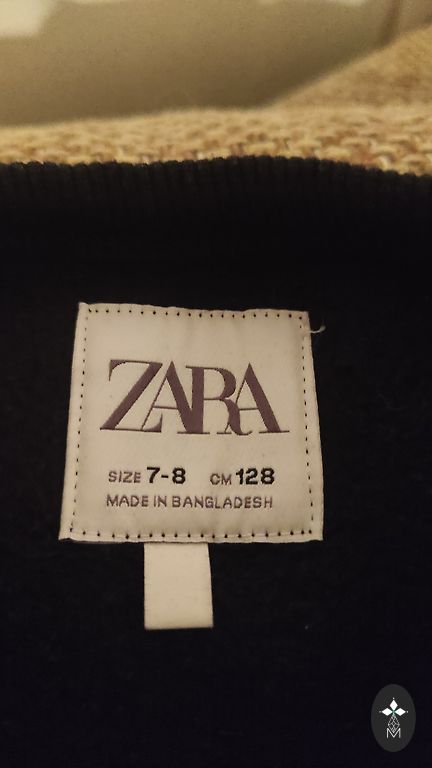 ZARA
SIZE 7-8 CM 128
MADE IN BANGLADESH
M